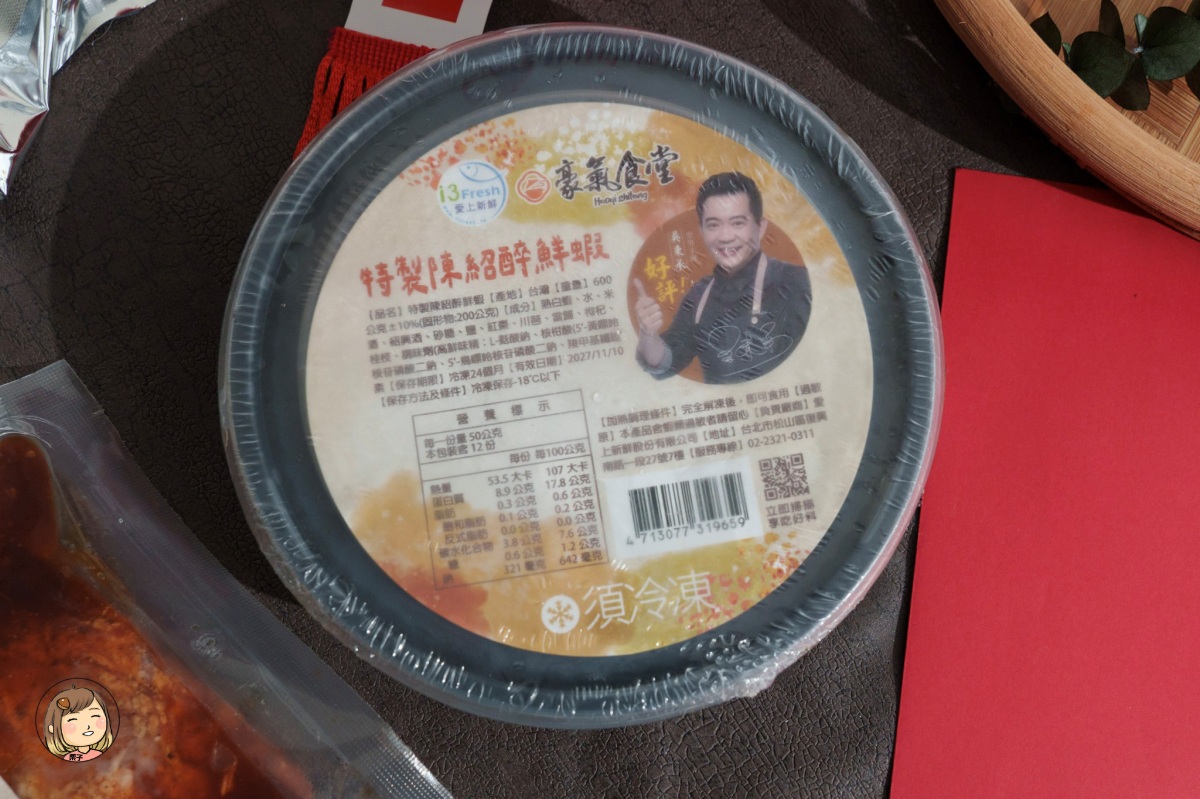 i3Fresh
愛上新鮮
豪氣食堂
Haoqi shitang
特製陳紹醉鮮蝦
吳秉承
好評!
【品名】特製陳紹醉鮮蝦【產地】台灣【重量】600
公克±10%(固形物:200公克)【成分】熟白蝦、水、米
酒、紹興酒、砂糖、鹽、紅棗、川芎、當歸、枸杞、
桂枝、調味劑(高鮮味精:L-麩酸鈉、核糖酸(5'-黃嘌呤
核苷磷酸二鈉、5'-鳥嘌呤核苷磷酸二鈉、羧甲基纖維
素【保存期限】冷凍24個月【有效日期】2027/11/10
【保存方法及條件】冷凍保存-18°C以下
營養標示
每一份量 50公克
本包裝含 12 份
每份 每100公克
熱量 53.5 大卡 107 大卡
蛋白質 8.9 公克 17.8 公克
脂肪 0.3 公克 0.6 公克
飽和脂肪 0.1 公克 0.2 公克
反式脂肪 0.0 公克 0.0 公克
碳水化合物 3.8 公克 7.6 公克
糖 0.6 公克 1.2 公克
鈉 321 毫克 642 毫克
【加熱調理條件】完全解凍後,即可食用【過敏
原】本產品含蝦類過敏者請留心【負責廠商】愛
上新鮮股份有限公司【地址】台北市松山區復興
南路一段27號7樓【服務專線】02-2321-0311
4713077319659
立即掃描
享吃好料
須冷凍
栗子